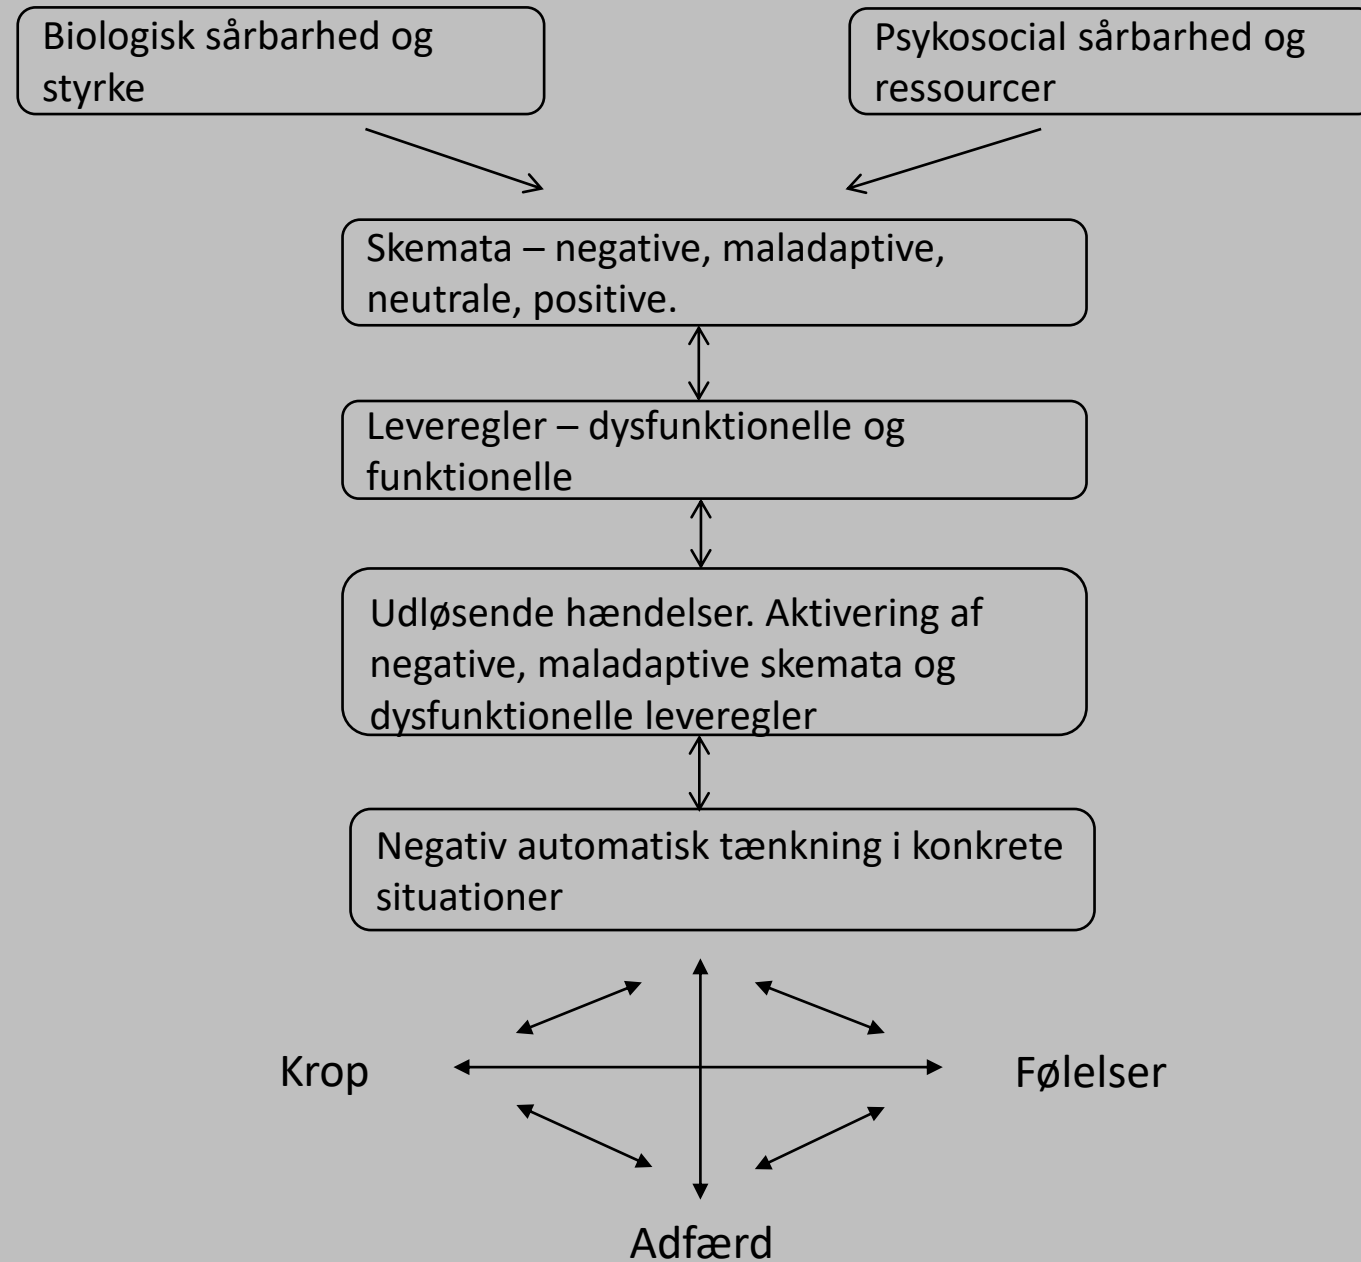 Biologisk sårbarhed og
styrke
Psykosocial sårbarhed og
ressourcer
Skemata – negative, maladaptive,
neutrale, positive.
Leveregler – dysfunktionelle og
funktionelle
Udløsende hændelser. Aktivering af
negative, maladaptive skemata og
dysfunktionelle leveregler
Negativ automatisk tænkning i konkrete
situationer
Krop
Følelser
Adfærd